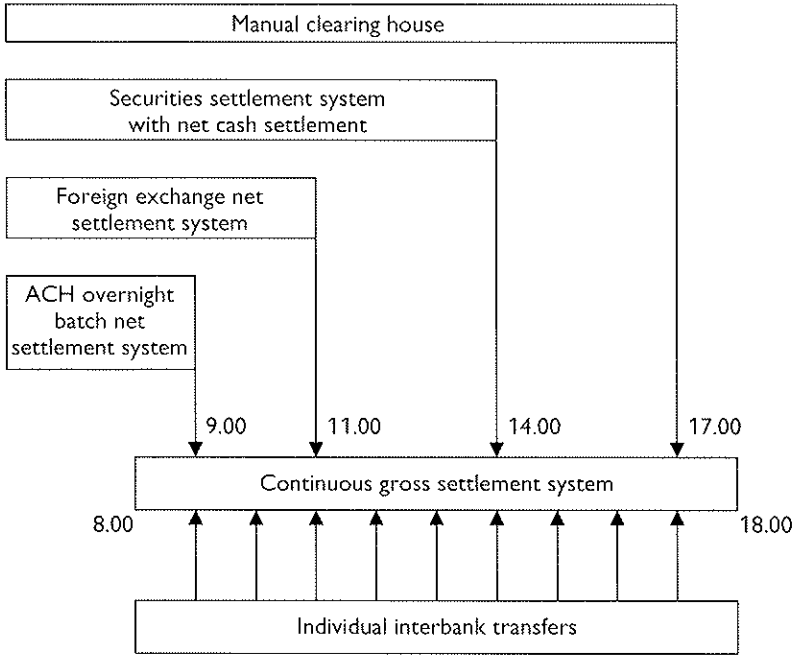 Manual clearing house
Securities settlement system
with net cash settlement
Foreign exchange net
settlement system
ACH overnight
batch net
settlement system
9.00
11.00
14.00
17.00
Continuous gross settlement system
8.00
18.00
Individual interbank transfers